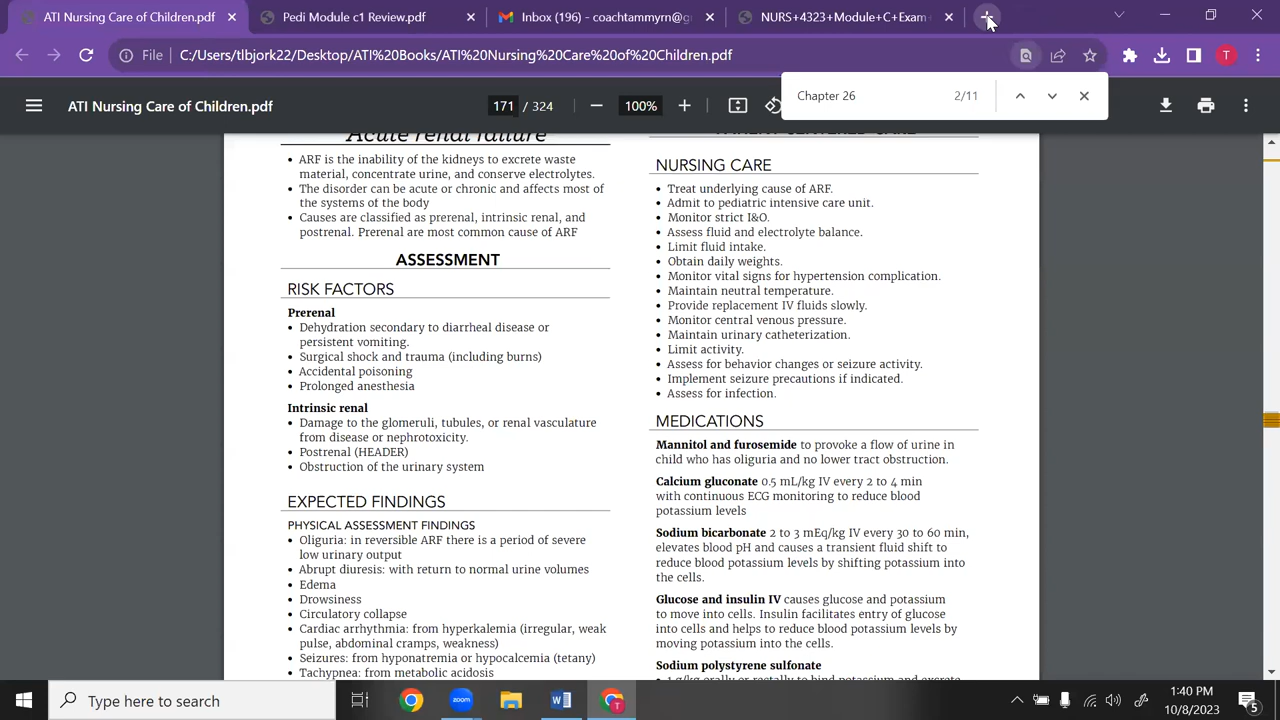 ATI Nursing Care of Children.pdf
Pedi Module c1 Review.pdf
Inbox (196) - coachtammyrn@g
NURS+4323+Module+C+Exam
File
C:/Users/tlbjork22/Desktop/ATI%20Books/ATI%20Nursing%20Care%20of%20Children.pdf
T
Chapter 26
2/11
ATI Nursing Care of Children.pdf
171 / 324
100%
Acute renal failure
• ARF is the inability of the kidneys to excrete waste
material, concentrate urine, and conserve electrolytes.
• The disorder can be acute or chronic and affects most of
the systems of the body
• Causes are classified as prerenal, intrinsic renal, and
postrenal. Prerenal are most common cause of ARF
ASSESSMENT
RISK FACTORS
Prerenal
• Dehydration secondary to diarrheal disease or
persistent vomiting.
• Surgical shock and trauma (including burns)
• Accidental poisoning
• Prolonged anesthesia
Intrinsic renal
• Damage to the glomeruli, tubules, or renal vasculature
from disease or nephrotoxicity.
• Postrenal (HEADER)
• Obstruction of the urinary system
EXPECTED FINDINGS
PHYSICAL ASSESSMENT FINDINGS
• Oliguria: in reversible ARF there is a period of severe
low urinary output
• Abrupt diuresis: with return to normal urine volumes
• Edema
• Drowsiness
• Circulatory collapse
• Cardiac arrhythmia: from hyperkalemia (irregular, weak
pulse, abdominal cramps, weakness)
• Seizures: from hyponatremia or hypocalcemia (tetany)
• Tachypnea: from metabolic acidosis
NURSING CARE
• Treat underlying cause of ARF.
• Admit to pediatric intensive care unit.
• Monitor strict I&O.
• Assess fluid and electrolyte balance.
• Limit fluid intake.
• Obtain daily weights.
• Monitor vital signs for hypertension complication.
• Maintain neutral temperature.
• Provide replacement IV fluids slowly.
• Monitor central venous pressure.
• Maintain urinary catheterization.
• Limit activity.
• Assess for behavior changes or seizure activity.
• Implement seizure precautions if indicated.
• Assess for infection.
MEDICATIONS
Mannitol and furosemide to provoke a flow of urine in
child who has oliguria and no lower tract obstruction.
Calcium gluconate 0.5 mL/kg IV every 2 to 4 min
with continuous ECG monitoring to reduce blood
potassium levels
Sodium bicarbonate 2 to 3 mEq/kg IV every 30 to 60 min,
elevates blood pH and causes a transient fluid shift to
reduce blood potassium levels by shifting potassium into
the cells.
Glucose and insulin IV causes glucose and potassium
to move into cells. Insulin facilitates entry of glucose
into cells and helps to reduce blood potassium levels by
moving potassium into the cells.
Sodium polystyrene sulfonate
• 1 g/kg orally or rectally to bind potassium and excrete
Type here to search
zoom
T
1:40 PM
10/8/2023
5